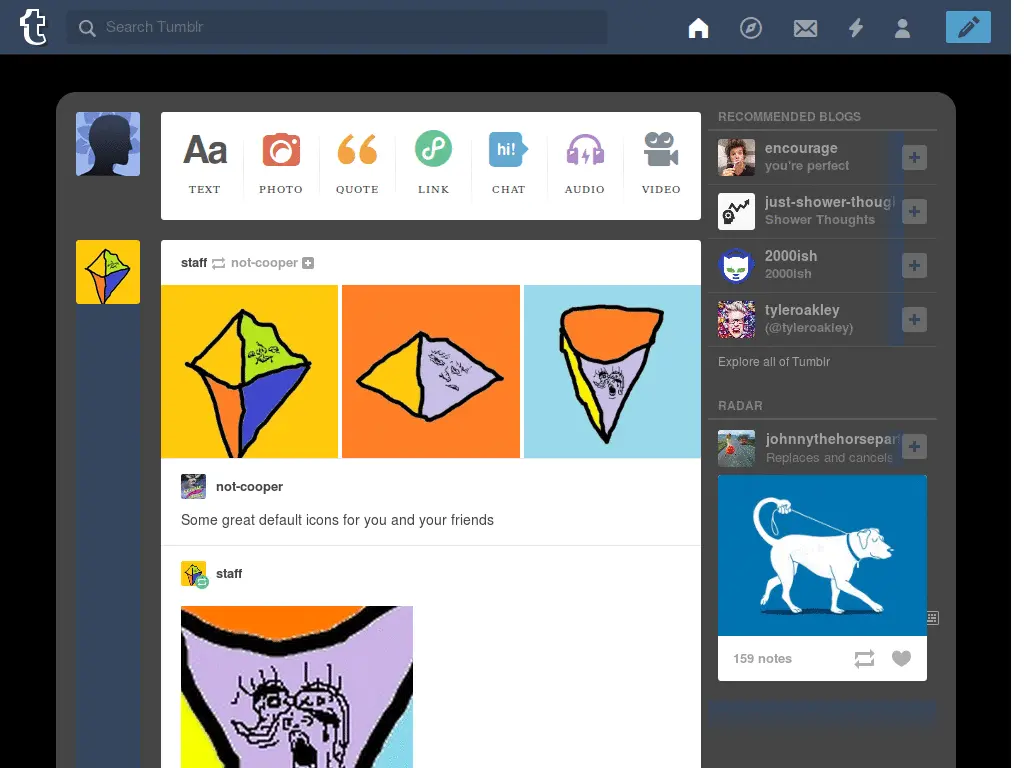 t
Search Tumblr
Aa
hi!
TEXT PHOTO QUOTE LINK CHAT AUDIO VIDEO
staff not-cooper
not-cooper
Some great default icons for you and your friends
staff
RECOMMENDED BLOGS
encourage
you're perfect
just-shower-thoug
Shower Thoughts
2000ish
2000ish
tyleroakley
(@tyleroakley)
Explore all of Tumblr
RADAR
johnnythehorsepar
Replaces and cancels
159 notes